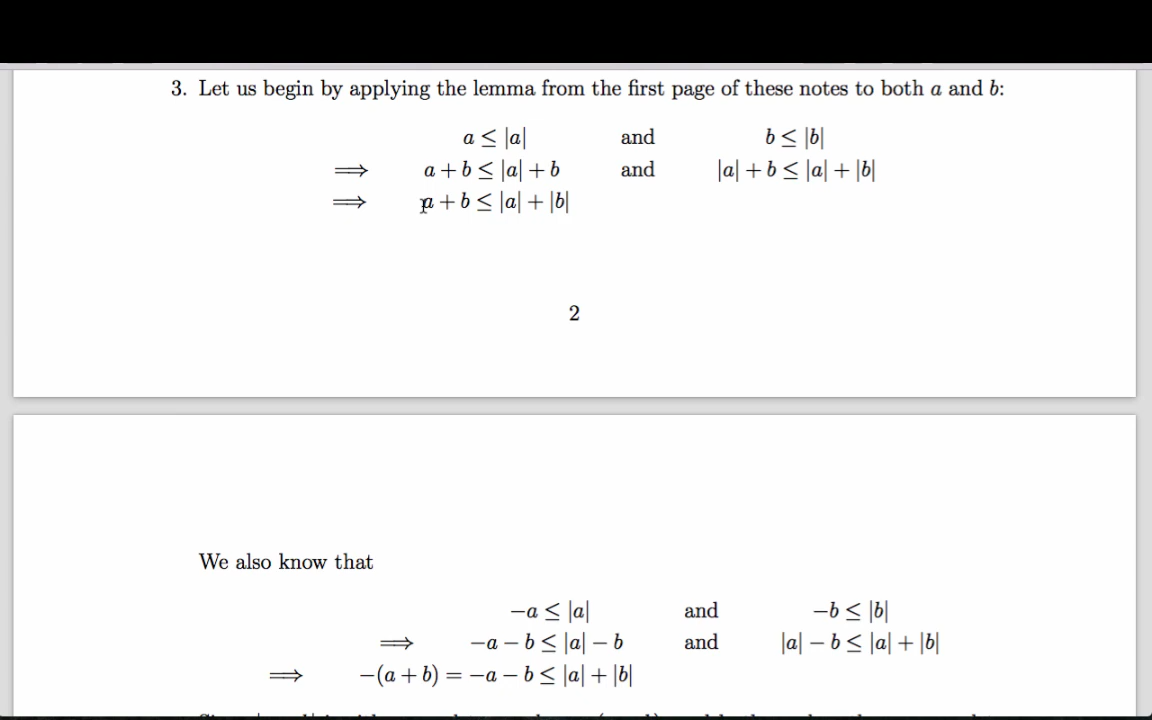 3. Let us begin by applying the lemma from the first page of these notes to both a and b:
a ≤ |a| and b ≤ |b|
⟹ a + b ≤ |a| + b and |a| + b ≤ |a| + |b|
⟹ a + b ≤ |a| + |b|
2
We also know that
−a ≤ |a| and −b ≤ |b|
⟹ −a − b ≤ |a| − b and |a| − b ≤ |a| + |b|
⟹ −(a + b) = −a − b ≤ |a| + |b|